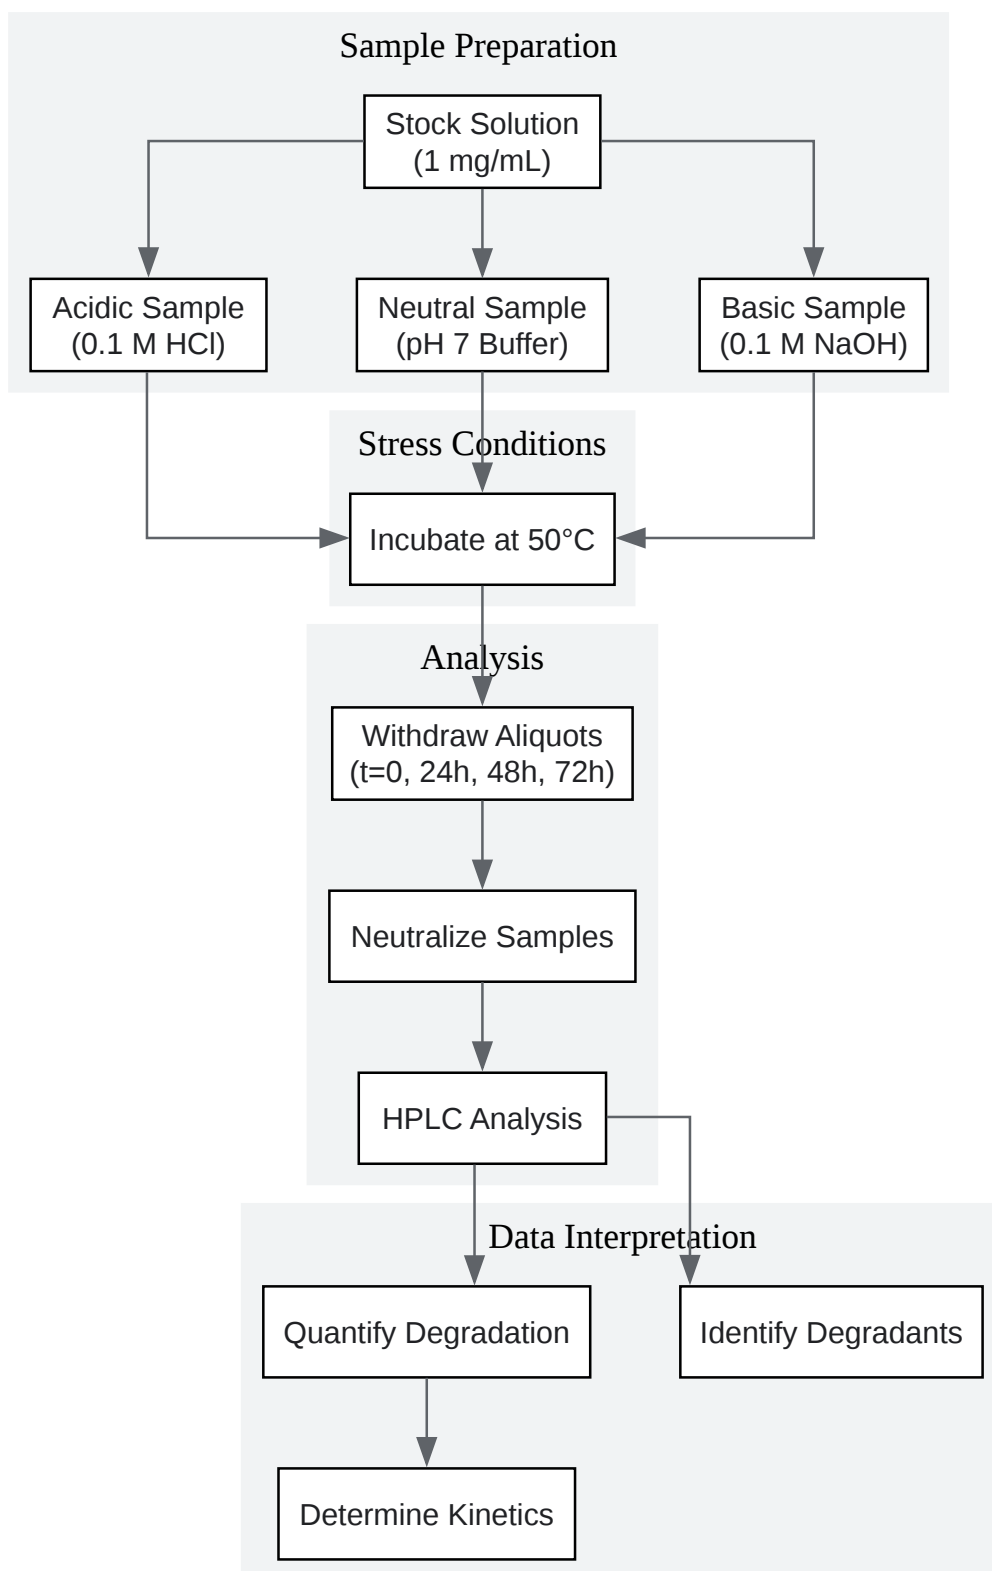 Sample Preparation
Stock Solution
(1 mg/mL)
Acidic Sample
(0.1 M HCl)
Neutral Sample
(pH 7 Buffer)
Basic Sample
(0.1 M NaOH)
Stress Conditions
Incubate at 50°C
Analysis
Withdraw Aliquots
(t=0, 24h, 48h, 72h)
Neutralize Samples
HPLC Analysis
Data Interpretation
Quantify Degradation
Identify Degradants
Determine Kinetics